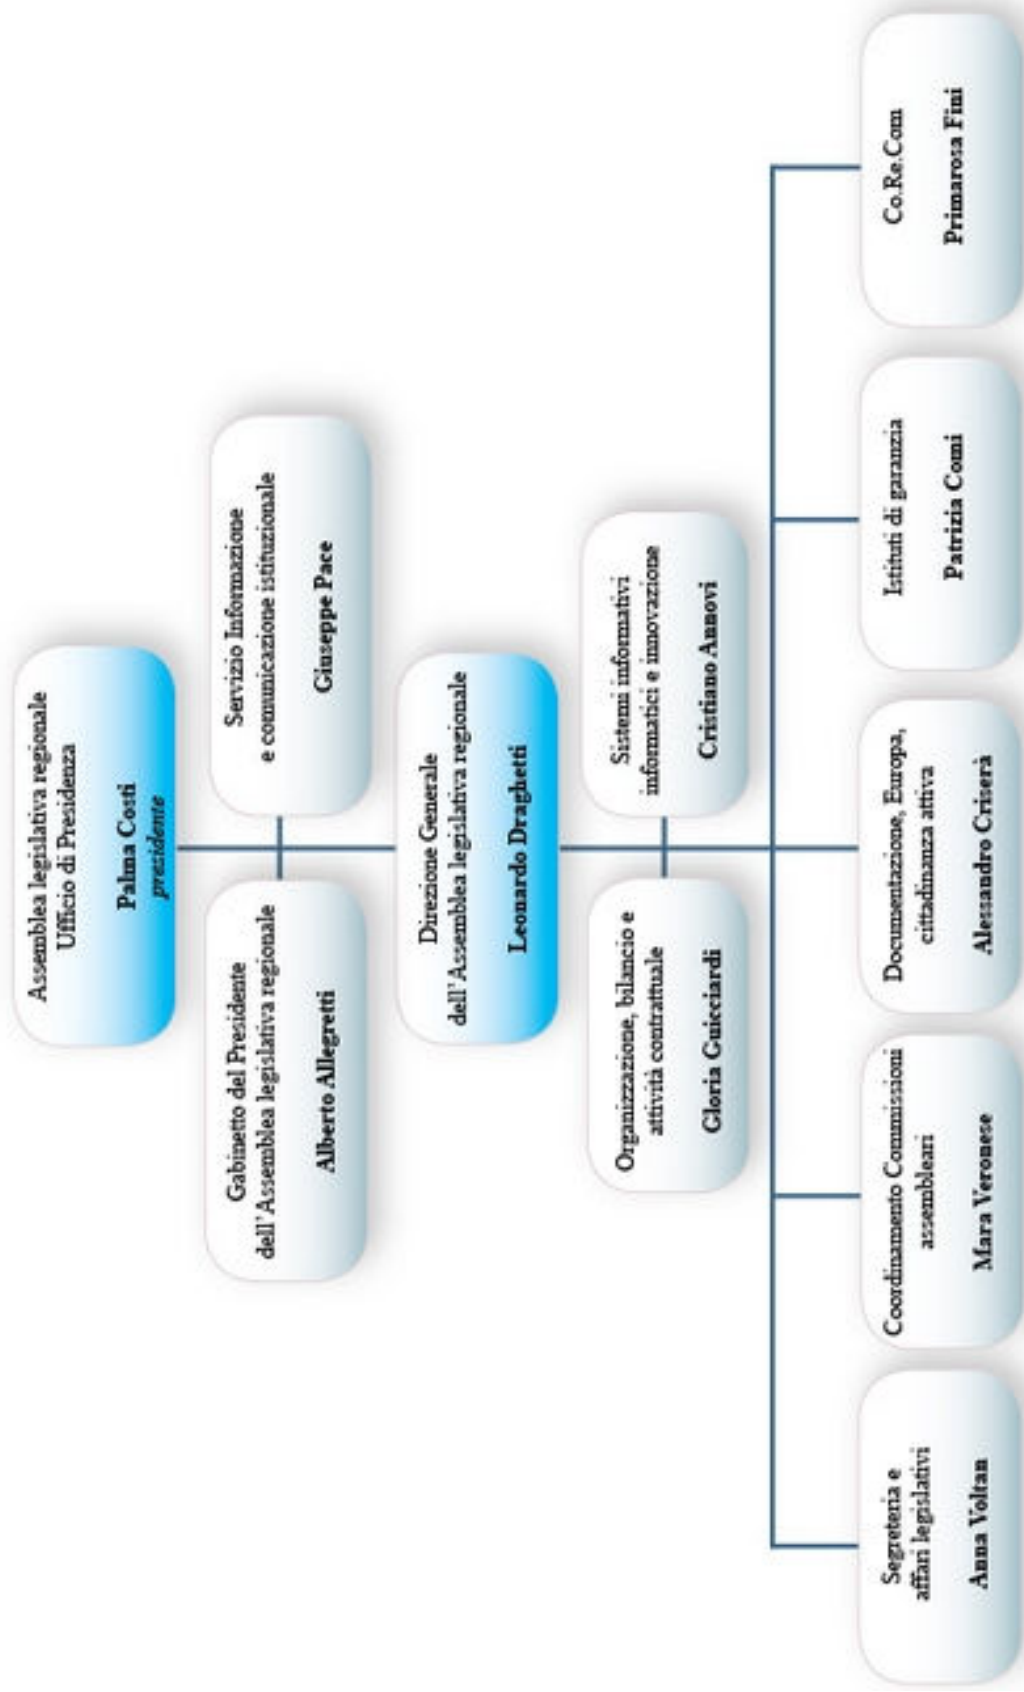 Assemblea legislativa regionale
Ufficio di Presidenza
Palma Costi
presidente
Gabinetto del Presidente
dell'Assemblea legislativa regionale
Alberto Allegretti
Servizio Informazione
e comunicazione istituzionale
Giuseppe Pace
Direzione Generale
dell'Assemblea legislativa regionale
Leonardo Draghetti
Organizzazione, bilancio e
attività contrattuale
Gloria Guicciardi
Sistemi informativi
informatici e innovazione
Cristiano Annovi
Segreteria e
affari legislativi
Anna Voltan
Coordinamento Commissioni
assembleari
Mara Veronese
Documentazione, Europa,
cittadinanza attiva
Alessandro Criserà
Istituti di garanzia
Patrizia Comi
Co.Re.Com
Primarosa Fini